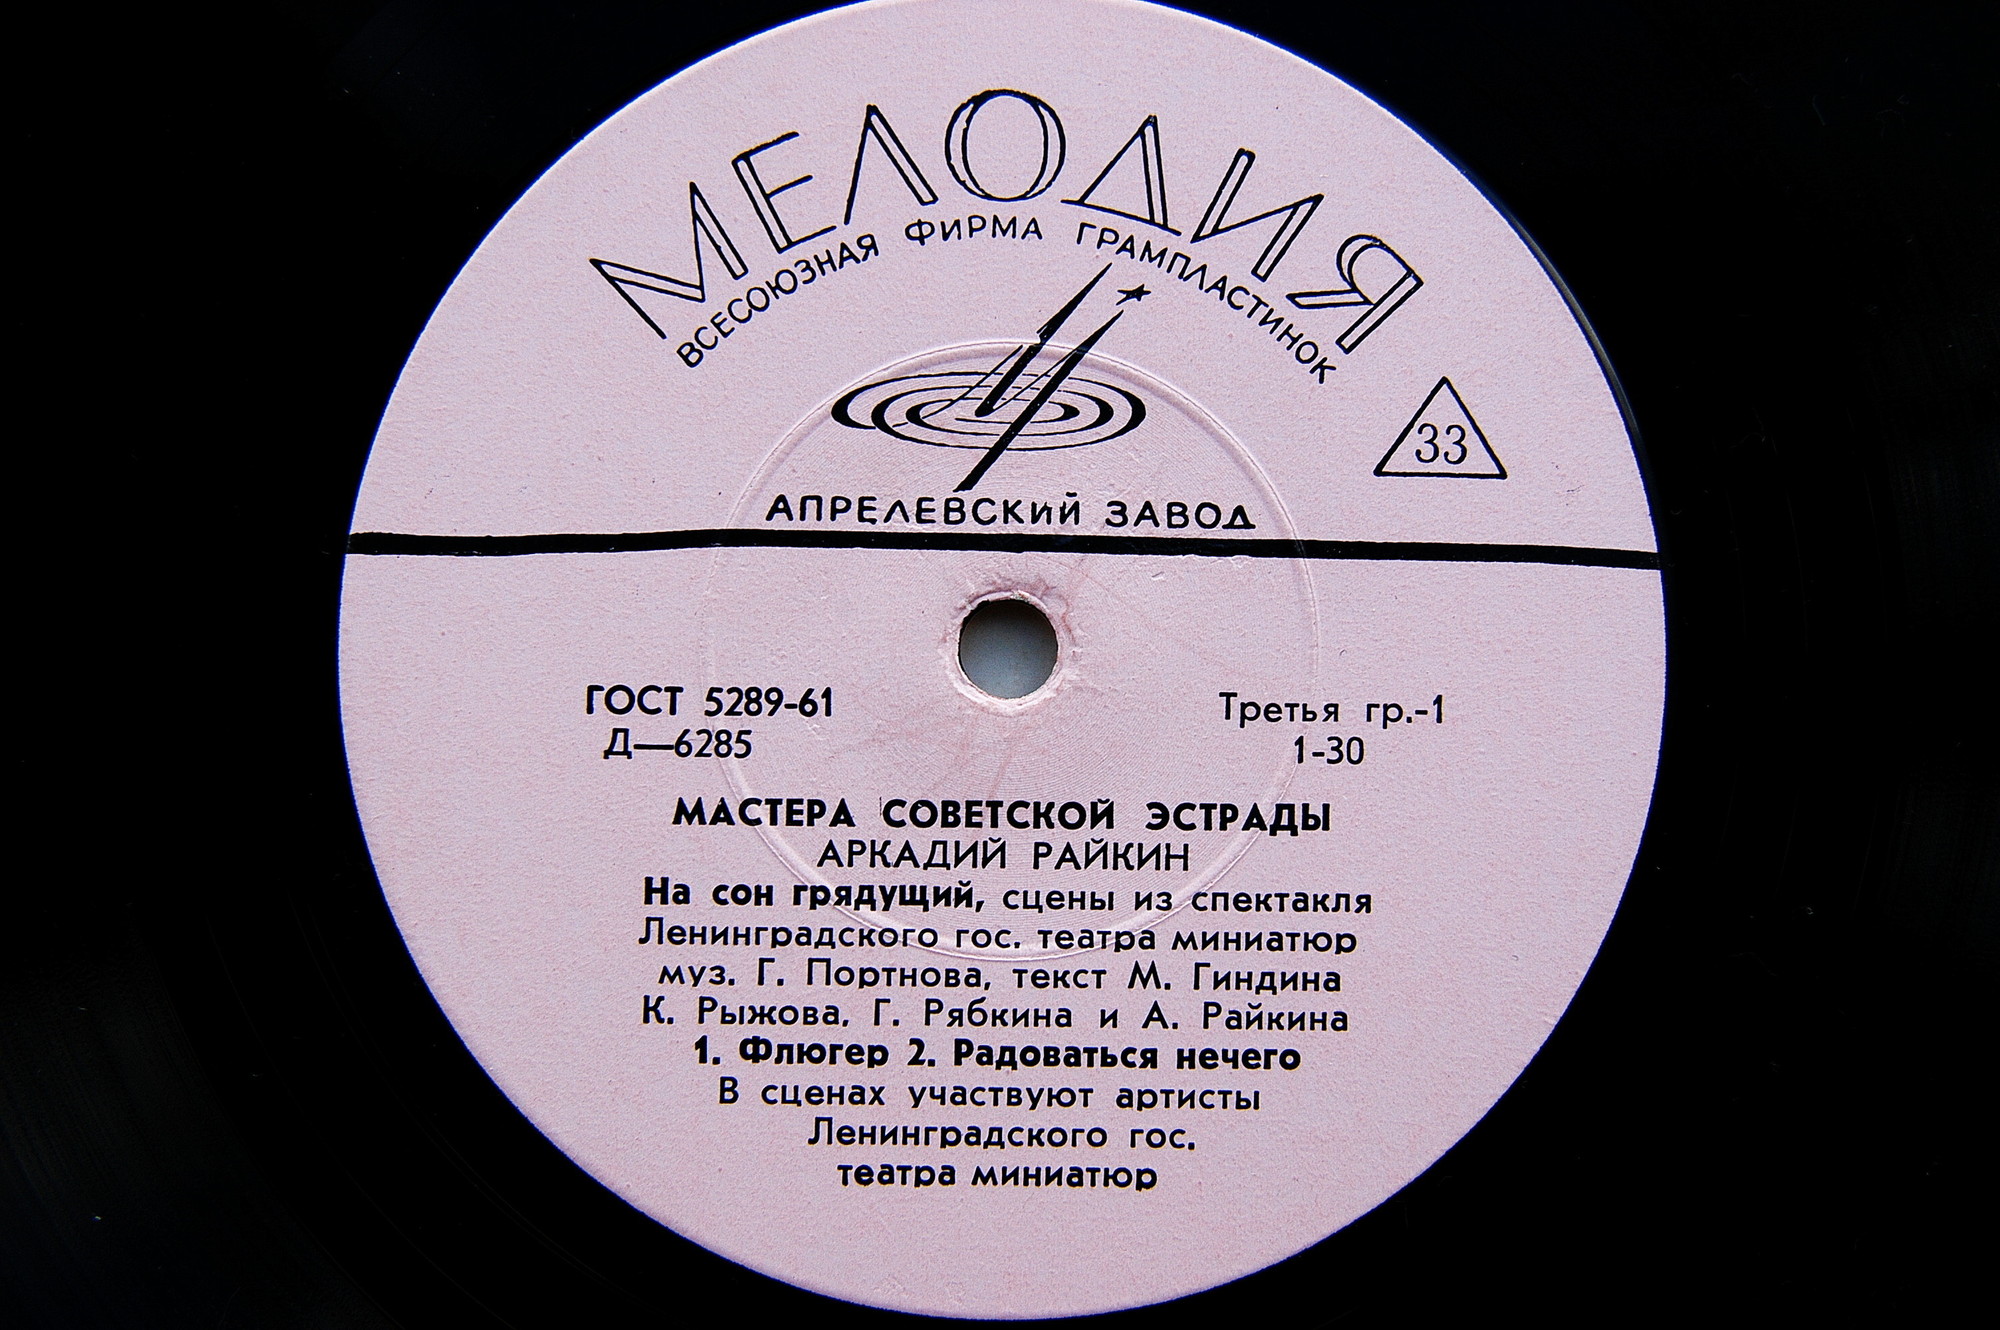 МЕЛОДИЯ
ВСЕСОЮЗНАЯ ФИРМА ГРАМПЛАСТИНОК
33
АПРЕЛЕВСКИЙ ЗАВОД
ГОСТ 5289-61
Третья гр.-1
Д—6285
1-30
МАСТЕРА СОВЕТСКОЙ ЭСТРАДЫ
АРКАДИЙ РАЙКИН
На сон грядущий, сцены из спектакля
Ленинградского гос. театра миниатюр
муз. Г. Портнова, текст М. Гиндина
К. Рыжова, Г. Рябкина и А. Райкина
1. Флюгер 2. Радоваться нечего
В сценах участвуют артисты
Ленинградского гос.
театра миниатюр